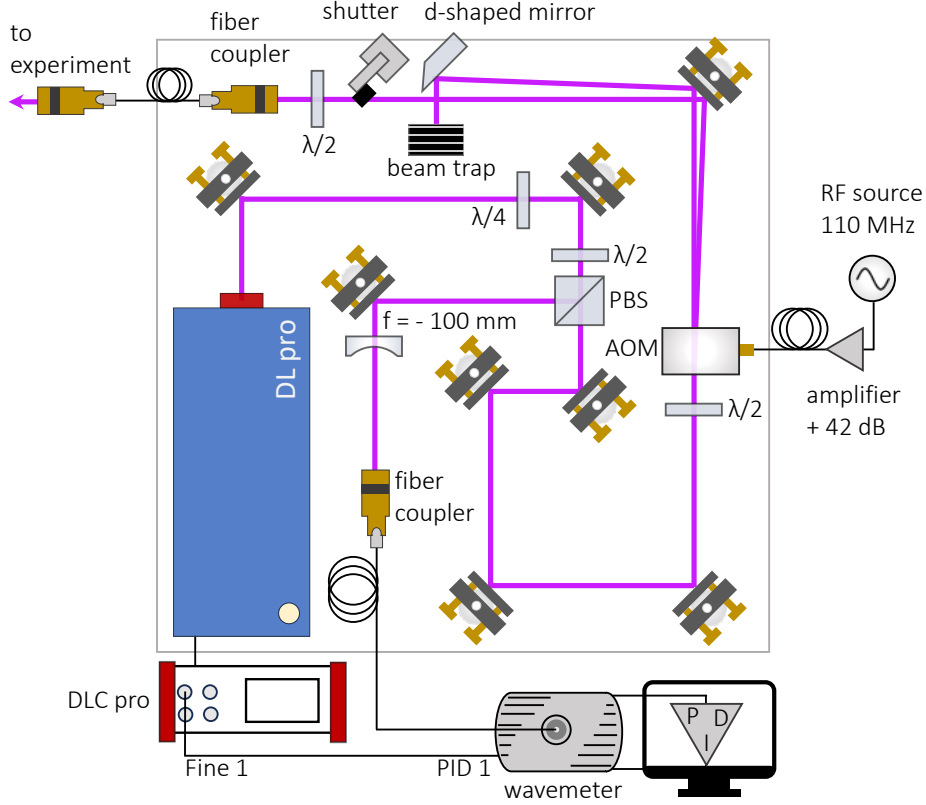 shutter
d-shaped mirror
to
experiment
fiber
coupler
λ/2
beam trap
λ/4
RF source
110 MHz
λ/2
PBS
f = - 100 mm
DL pro
AOM
λ/2
amplifier
+ 42 dB
fiber
coupler
DLC pro
P D
I
Fine 1
PID 1
wavemeter